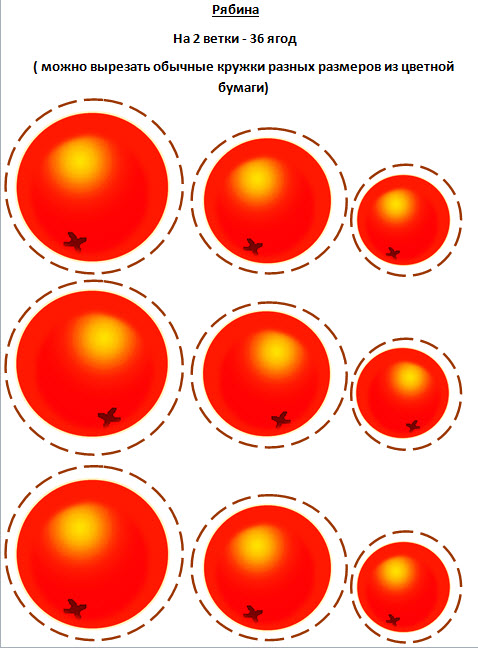 Рябина
На 2 ветки - 36 ягод
( можно вырезать обычные кружки разных размеров из цветной
бумаги)